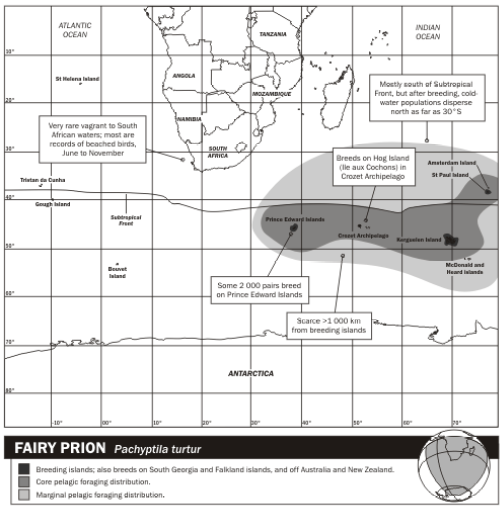 ATLANTIC
OCEAN
INDIAN
OCEAN
TANZANIA
10°
St Helena Island
ANGOLA
MOZAMBIQUE
20°
NAMIBIA
Mostly south of Subtropical
Front, but after breeding, cold-
water populations disperse
north as far as 30°S
Very rare vagrant to South
African waters; most are
records of beached birds,
June to November
SOUTH
AFRICA
30°
Breeds on Hog Island
(Ile aux Cochons) in
Crozet Archipelago
Amsterdam Island
St Paul Island
Tristan da Cunha
40°
Gough Island
Subtropical
Front
Prince Edward Islands
Crozet Archipelago
Kerguelen Island
50°
Bouvet
Island
McDonald and
Heard Islands
Some 2 000 pairs breed
on Prince Edward Islands
60°
Scarce >1 000 km
from breeding islands
70°
ANTARCTICA
80°
-10° 0° 10° 20° 30° 40° 50° 60° 70°
FAIRY PRION Pachyptila turtur
Breeding islands; also breeds on South Georgia and Falkland islands, and off Australia and New Zealand.
Core pelagic foraging distribution.
Marginal pelagic foraging distribution.